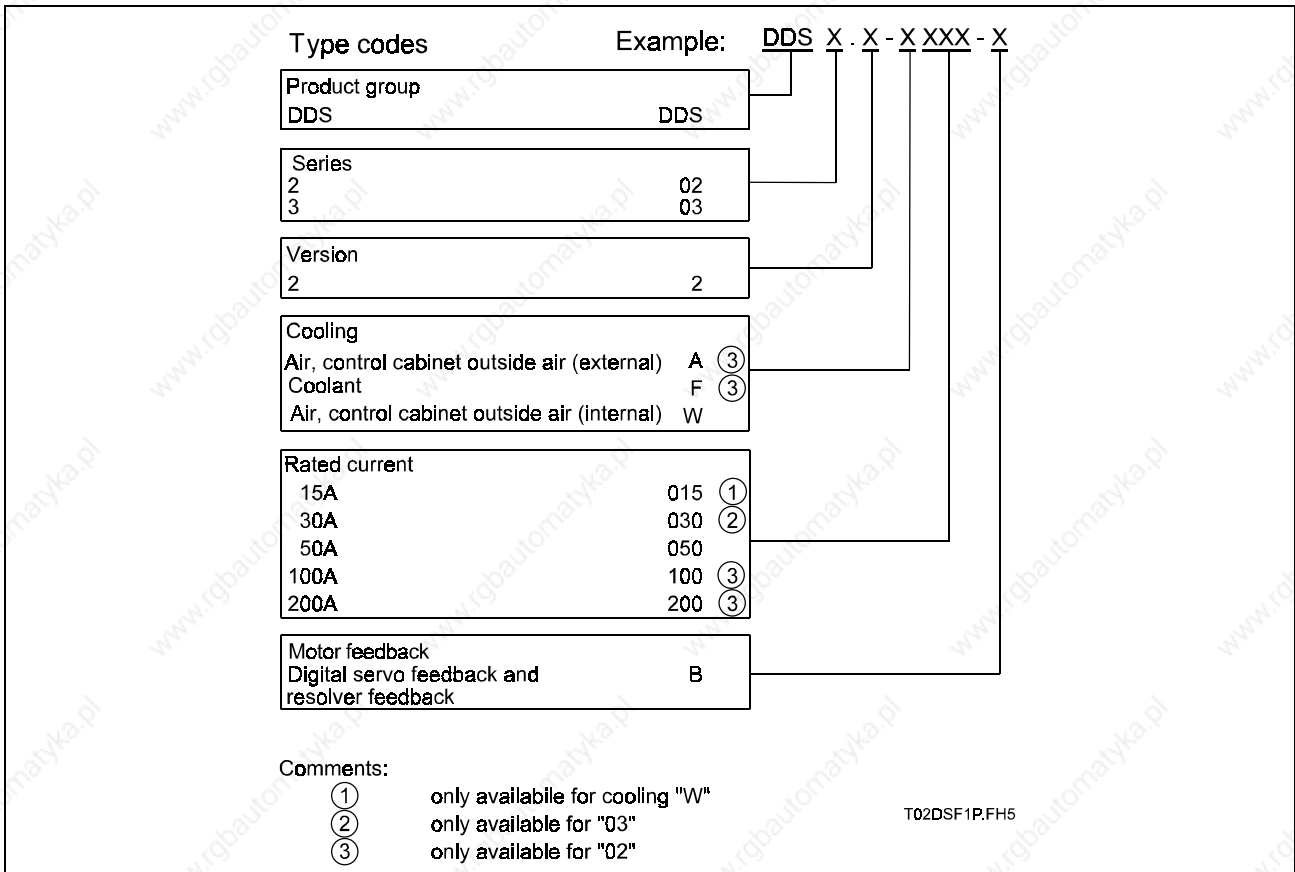 Type codes Example: DDS X . X - X XXX - X
Product group
DDS DDS
Series
2 02
3 03
Version
2 2
Cooling
Air, control cabinet outside air (external) A ③
Coolant F ③
Air, control cabinet outside air (internal) W
Rated current
15A 015 ①
30A 030 ②
50A 050
100A 100 ③
200A 200 ③
Motor feedback
Digital servo feedback and B
resolver feedback
Comments:
① only availabile for cooling "W"
② only available for "03"
③ only available for "02"
T02DSF1P.FH5
www.rgbautomatyka.pl